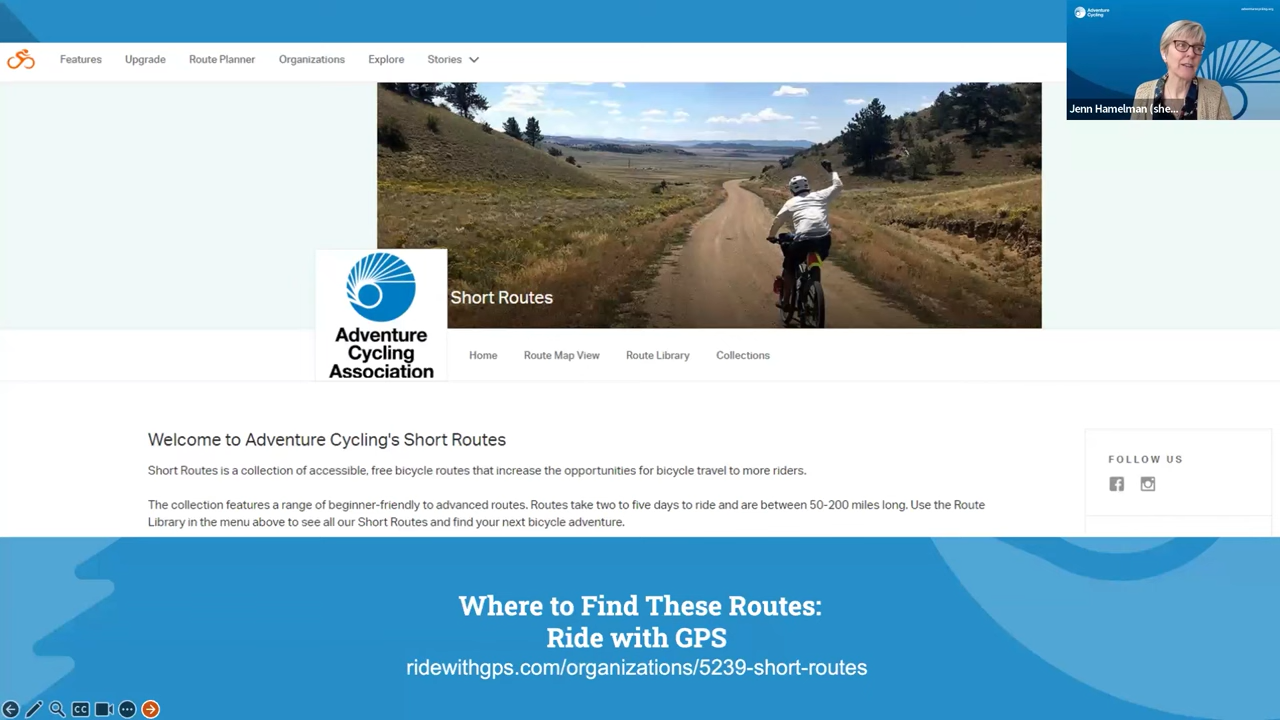 Features
Upgrade
Route Planner
Organizations
Explore
Stories
Adventure
Cycling
Jenn Hamelman (she...
Short Routes
Adventure
Cycling
Association
Home
Route Map View
Route Library
Collections
Welcome to Adventure Cycling's Short Routes
Short Routes is a collection of accessible, free bicycle routes that increase the opportunities for bicycle travel to more riders.
The collection features a range of beginner-friendly to advanced routes. Routes take two to five days to ride and are between 50-200 miles long. Use the Route
Library in the menu above to see all our Short Routes and find your next bicycle adventure.
FOLLOW US
Where to Find These Routes:
Ride with GPS
ridewithgps.com/organizations/5239-short-routes
CC